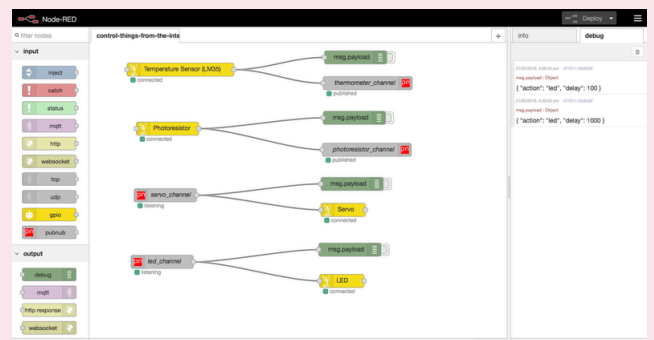 Node-RED
Deploy
filter nodes
control-things-from-the-inte
+
info
debug
input
inject
catch
status
mqtt
http
websocket
tcp
udp
gpio
pubnub
output
debug
mqtt
http response
websocket
Temperature Sensor (LM35)
connected
msg.payload
thermometer_channel
published
Photoresistor
connected
msg.payload
photoresistor_channel
published
servo_channel
listening
msg.payload
Servo
connected
led_channel
listening
msg.payload
LED
connected
msg.payload : Object
{ "action": "led", "delay": 100 }
msg.payload : Object
{ "action": "led", "delay": 1000 }